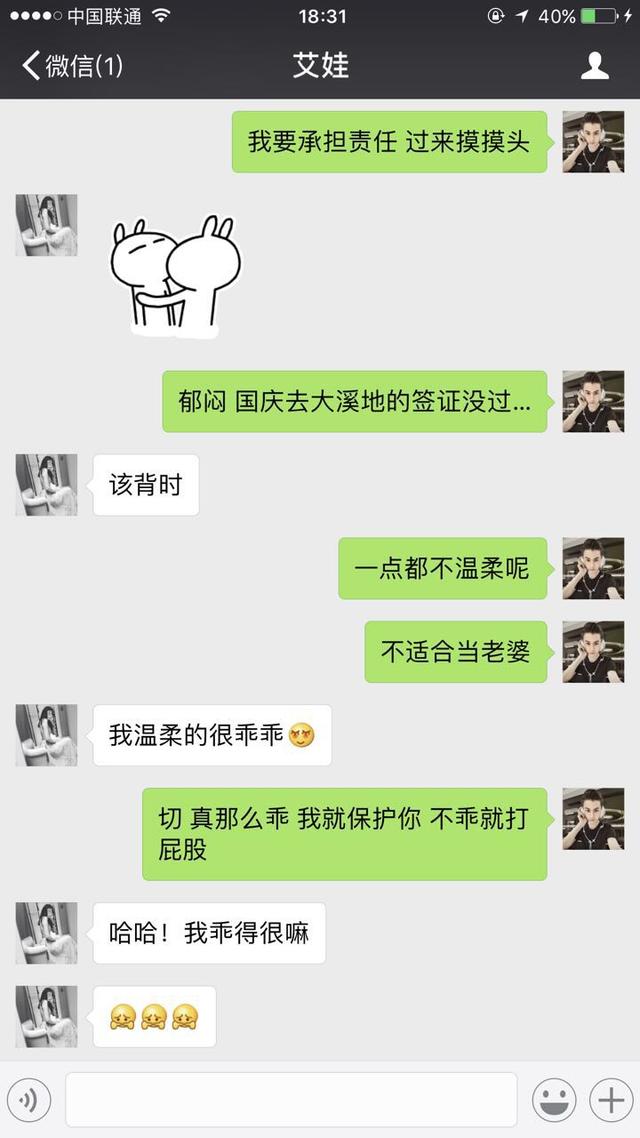 中国联通
18:31
40%
微信(1)
艾娃
我要承担责任 过来摸摸头
郁闷 国庆去大溪地的签证没过...
该背时
一点都不温柔呢
不适合当老婆
我温柔的很乖乖
切 真那么乖 我就保护你 不乖就打
屁股
哈哈！我乖得很嘛